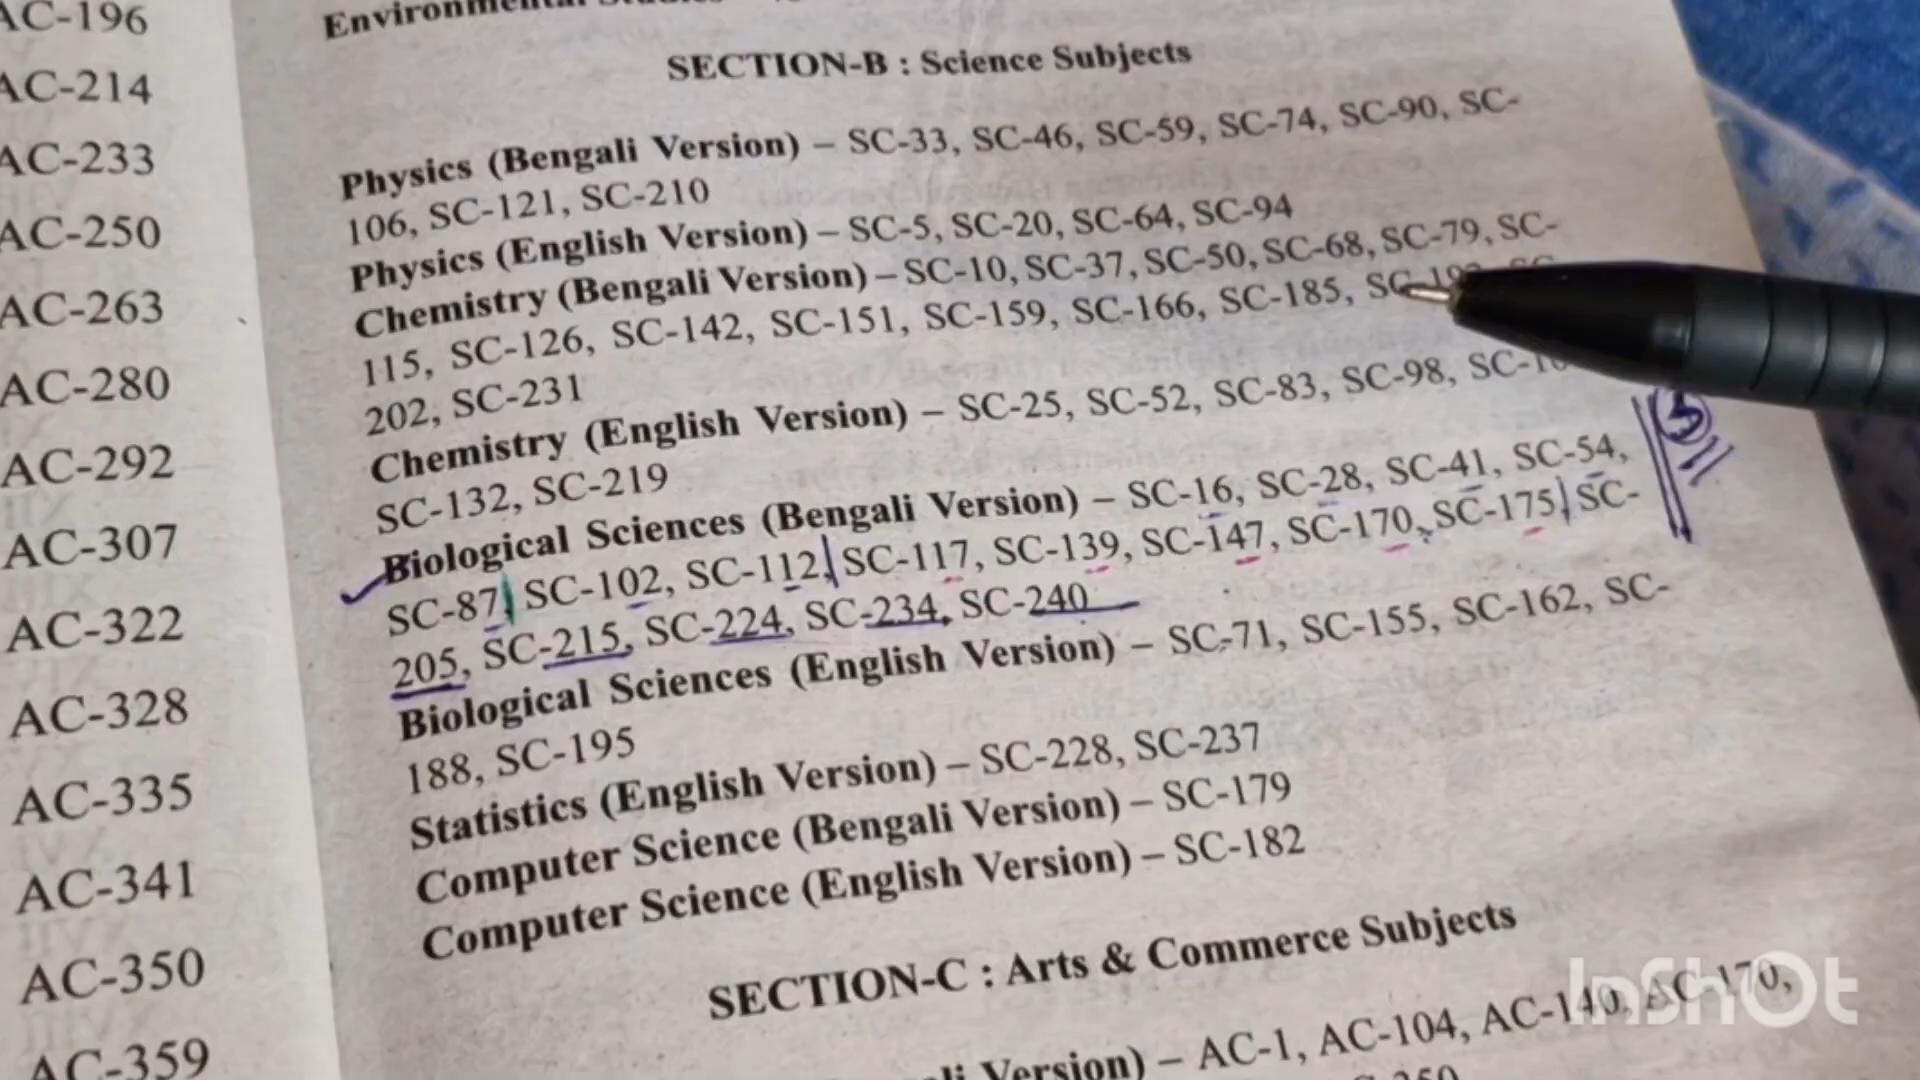 AC-196
AC-214
AC-233
AC-250
AC-263
AC-280
AC-292
AC-307
AC-322
AC-328
AC-335
AC-341
AC-350
AC-359
Environmental
SECTION-B : Science Subjects
Physics (Bengali Version) – SC-33, SC-46, SC-59, SC-74, SC-90, SC-
106, SC-121, SC-210
Physics (English Version) – SC-5, SC-20, SC-64, SC-94
Chemistry (Bengali Version) – SC-10, SC-37, SC-50, SC-68, SC-79, SC-
115, SC-126, SC-142, SC-151, SC-159, SC-166, SC-185,
202, SC-231
Chemistry (English Version) – SC-25, SC-52, SC-83, SC-98,
SC-132, SC-219
Biological Sciences (Bengali Version) – SC-16, SC-28, SC-41, SC-54,
SC-87, SC-102, SC-112, SC-117, SC-139, SC-147, SC-170, SC-175, SC-
205, SC-215, SC-224, SC-234, SC-240
Biological Sciences (English Version) – SC-71, SC-155, SC-162, SC-
188, SC-195
Statistics (English Version) – SC-228, SC-237
Computer Science (Bengali Version) – SC-179
Computer Science (English Version) – SC-182
SECTION-C : Arts & Commerce Subjects
Version) – AC-1, AC-104, AC-140, AC-170,
InShOt